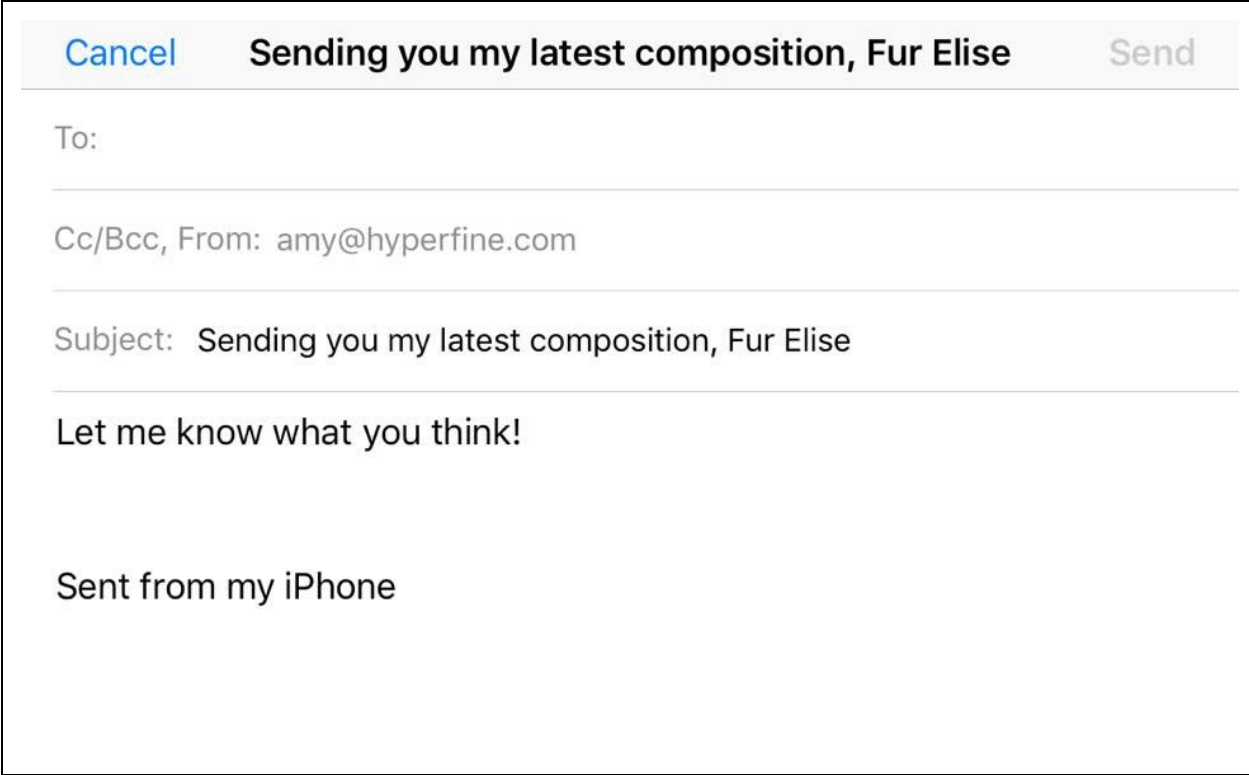 Cancel Sending you my latest composition, Fur Elise Send
To:
Cc/Bcc, From: amy@hyperfine.com
Subject: Sending you my latest composition, Fur Elise
Let me know what you think!
Sent from my iPhone